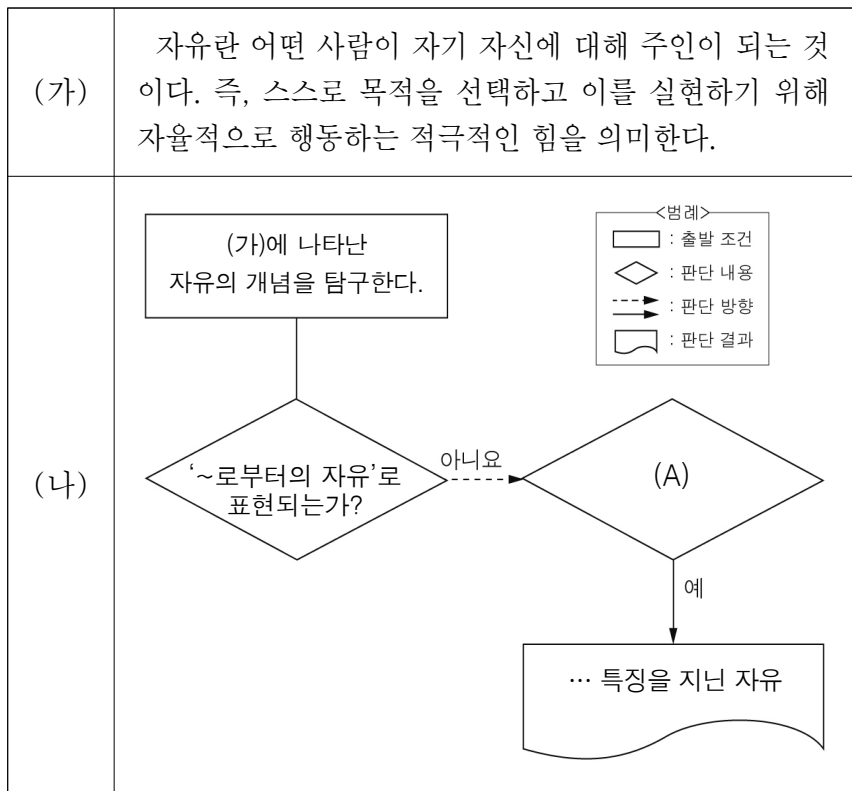 (가)
자유란 어떤 사람이 자기 자신에 대해 주인이 되는 것
이다. 즉, 스스로 목적을 선택하고 이를 실현하기 위해
자율적으로 행동하는 적극적인 힘을 의미한다.
(나)
(가)에 나타난
자유의 개념을 탐구한다.
<범례>
: 출발 조건
: 판단 내용
: 판단 방향
: 판단 결과
‘~로부터의 자유’로
표현되는가?
아니요
(A)
예
… 특징을 지닌 자유